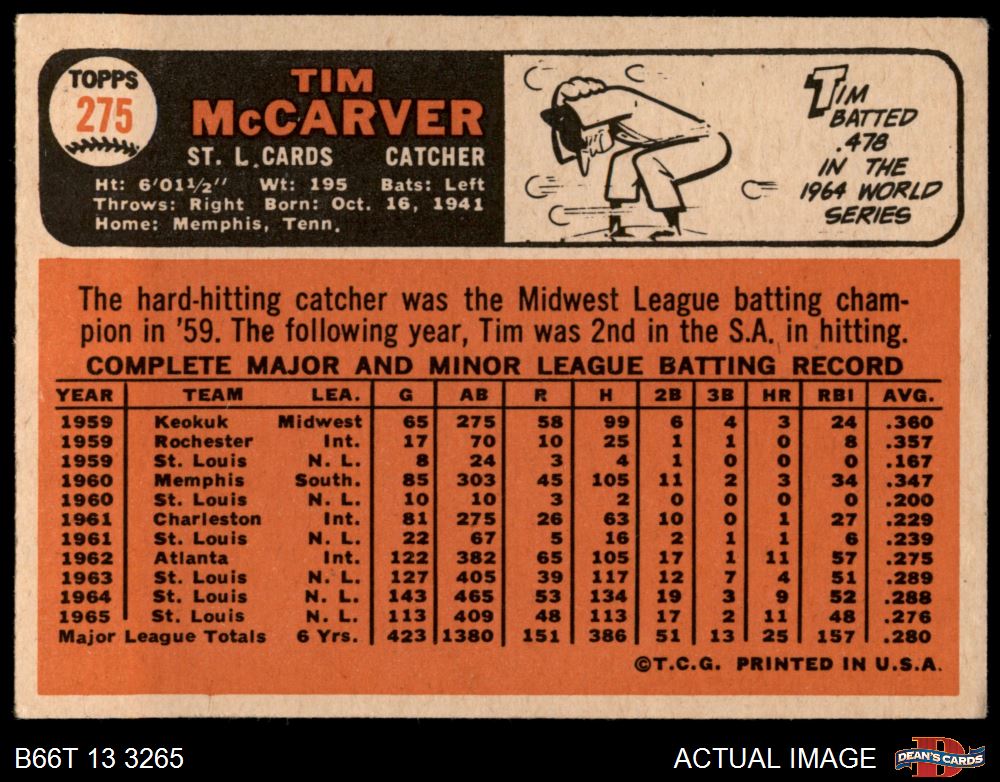 TOPPS
275
TIM
McCARVER
ST. L. CARDS CATCHER
Ht: 6'01½" Wt: 195 Bats: Left
Throws: Right Born: Oct. 16, 1941
Home: Memphis, Tenn.
TIM
BATTED
.478
IN THE
1964 WORLD
SERIES
The hard-hitting catcher was the Midwest League batting cham-
pion in '59. The following year, Tim was 2nd in the S.A. in hitting.
COMPLETE MAJOR AND MINOR LEAGUE BATTING RECORD
YEAR TEAM LEA. G AB R H 2B 3B HR RBI AVG.
1959 Keokuk Midwest 65 275 58 99 6 4 3 24 .360
1959 Rochester Int. 17 70 10 25 1 1 0 8 .357
1959 St. Louis N. L. 8 24 3 4 1 0 0 0 .167
1960 Memphis South. 85 303 45 105 11 2 3 34 .347
1960 St. Louis N. L. 10 10 3 2 0 0 0 0 .200
1961 Charleston Int. 81 275 26 63 10 0 1 27 .229
1961 St. Louis N. L. 22 67 5 16 2 1 1 6 .239
1962 Atlanta Int. 122 382 65 105 17 1 11 57 .275
1963 St. Louis N. L. 127 405 39 117 12 7 4 51 .289
1964 St. Louis N. L. 143 465 53 134 19 3 9 52 .288
1965 St. Louis N. L. 113 409 48 113 17 2 11 48 .276
Major League Totals 6 Yrs. 423 1380 151 386 51 13 25 157 .280
©T.C.G. PRINTED IN U.S.A.
B66T 13 3265
ACTUAL IMAGE
D
DEAN'S CARDS